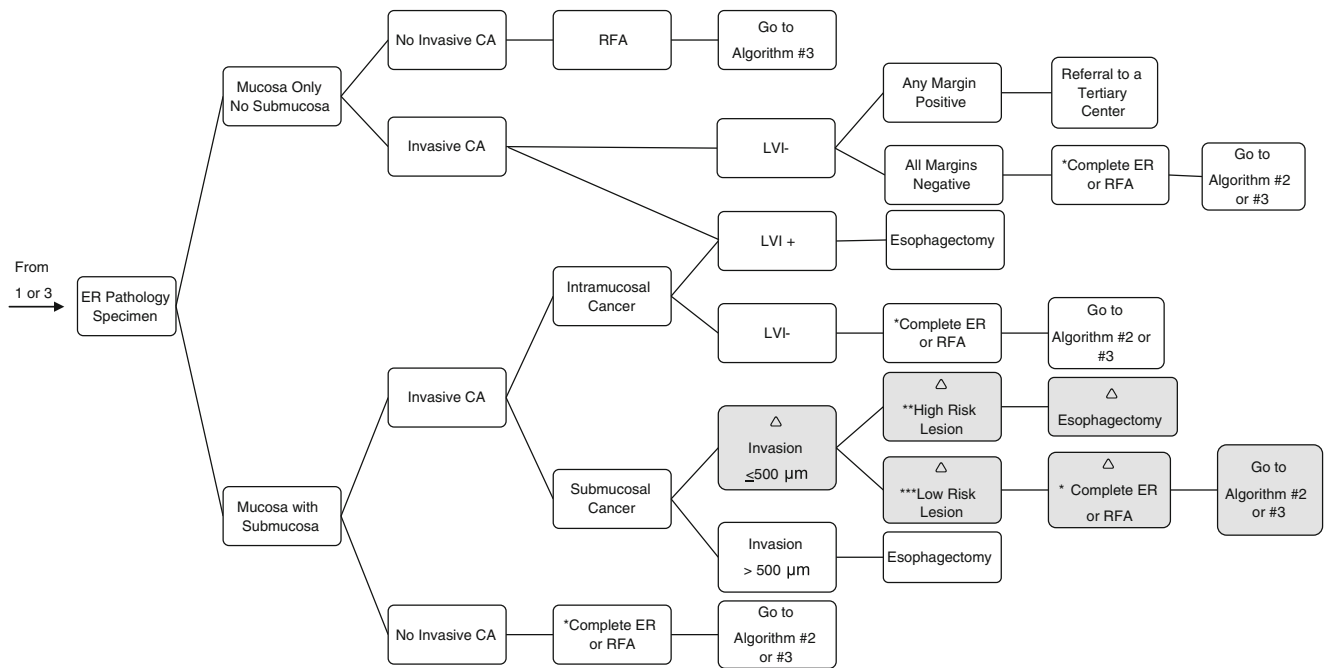 From
1 or 3
ER Pathology
Specimen
Mucosa Only
No Submucosa
No Invasive CA
RFA
Go to
Algorithm #3
Invasive CA
LVI-
Any Margin
Positive
Referral to a
Tertiary
Center
All Margins
Negative
*Complete ER
or RFA
Go to
Algorithm #2
or #3
LVI +
Esophagectomy
Mucosa with
Submucosa
Invasive CA
Intramucosal
Cancer
LVI-
*Complete ER
or RFA
Go to
Algorithm #2 or
#3
Submucosal
Cancer
△
Invasion
≤500 µm
△
**High Risk
Lesion
△
Esophagectomy
△
***Low Risk
Lesion
△
* Complete ER
or RFA
Go to
Algorithm #2
or #3
Invasion
> 500 µm
Esophagectomy
No Invasive CA
*Complete ER
or RFA
Go to
Algorithm #2
or #3